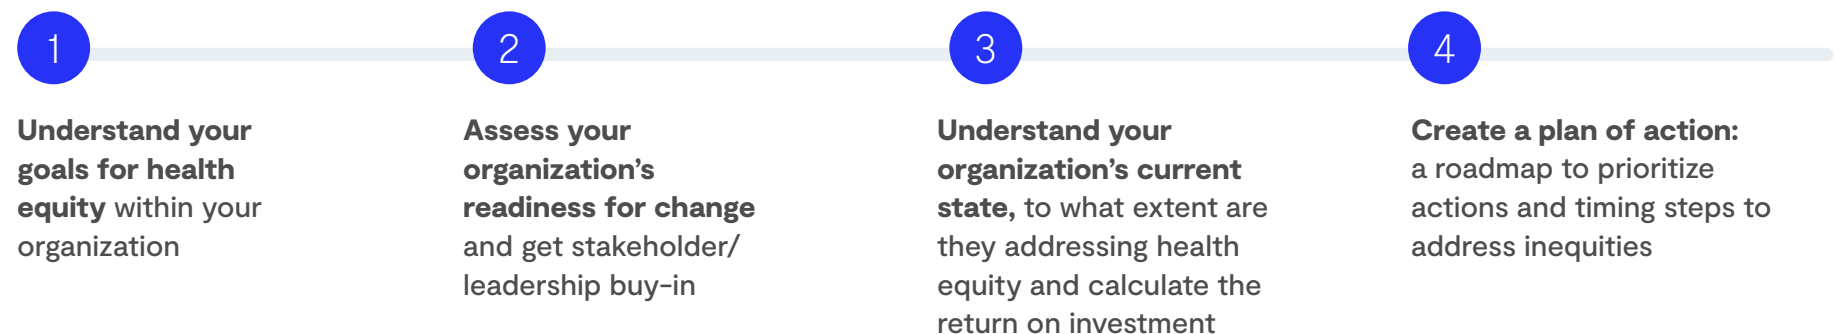 1
Understand your
goals for health
equity within your
organization
2
Assess your
organization’s
readiness for change
and get stakeholder/
leadership buy-in
3
Understand your
organization’s current
state, to what extent are
they addressing health
equity and calculate the
return on investment
4
Create a plan of action:
a roadmap to prioritize
actions and timing steps to
address inequities